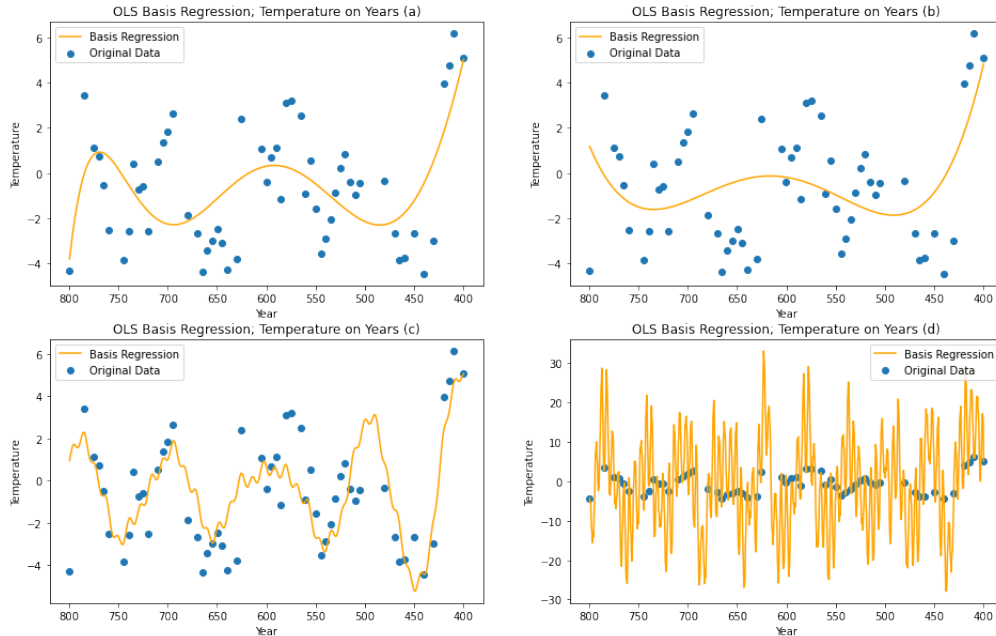 OLS Basis Regression; Temperature on Years (a)
Basis Regression
Original Data
6
4
2
0
−2
−4
Temperature
800 750 700 650 600 550 500 450 400
Year
OLS Basis Regression; Temperature on Years (b)
Basis Regression
Original Data
6
4
2
0
−2
−4
Temperature
800 750 700 650 600 550 500 450 400
Year
OLS Basis Regression; Temperature on Years (c)
Basis Regression
Original Data
6
4
2
0
−2
−4
Temperature
800 750 700 650 600 550 500 450 400
Year
OLS Basis Regression; Temperature on Years (d)
Basis Regression
Original Data
30
20
10
0
−10
−20
−30
Temperature
800 750 700 650 600 550 500 450 400
Year